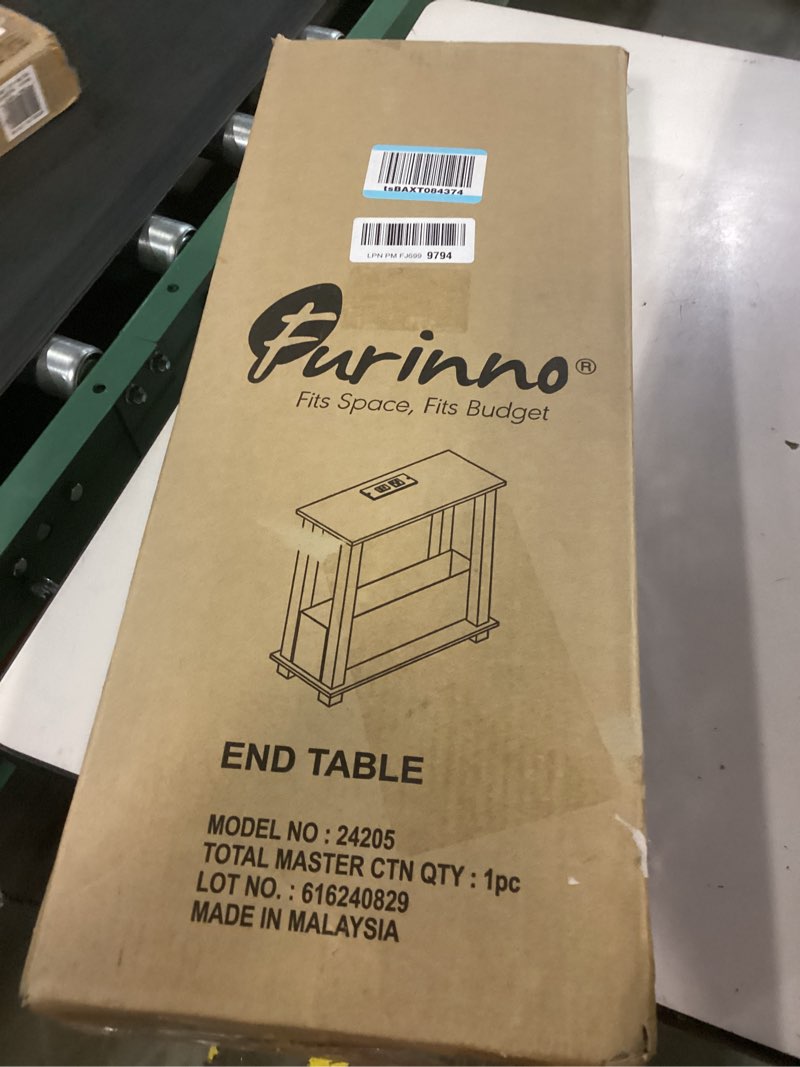 tsBAXT084374
LPN PM FJ699 9794
Furinno®
Fits Space, Fits Budget
END TABLE
MODEL NO : 24205
TOTAL MASTER CTN QTY : 1pc
LOT NO. : 616240829
MADE IN MALAYSIA